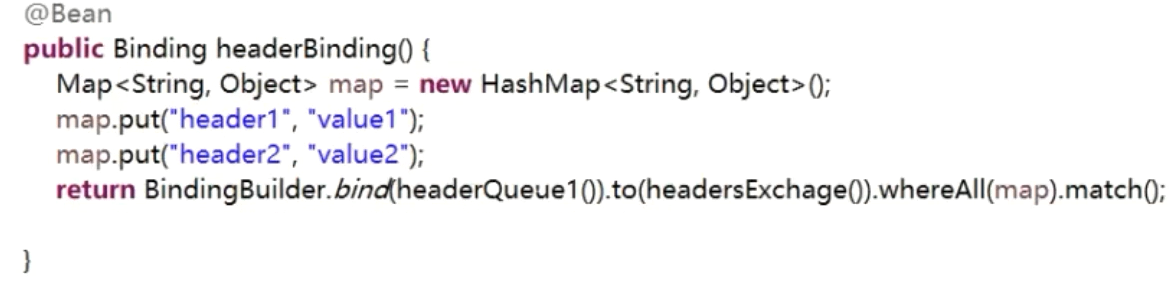 @Bean
public Binding headerBinding() {
Map<String, Object> map = new HashMap<String, Object>();
map.put("header1", "value1");
map.put("header2", "value2");
return BindingBuilder.bind(headerQueue1()).to(headersExchage()).whereAll(map).match();
}